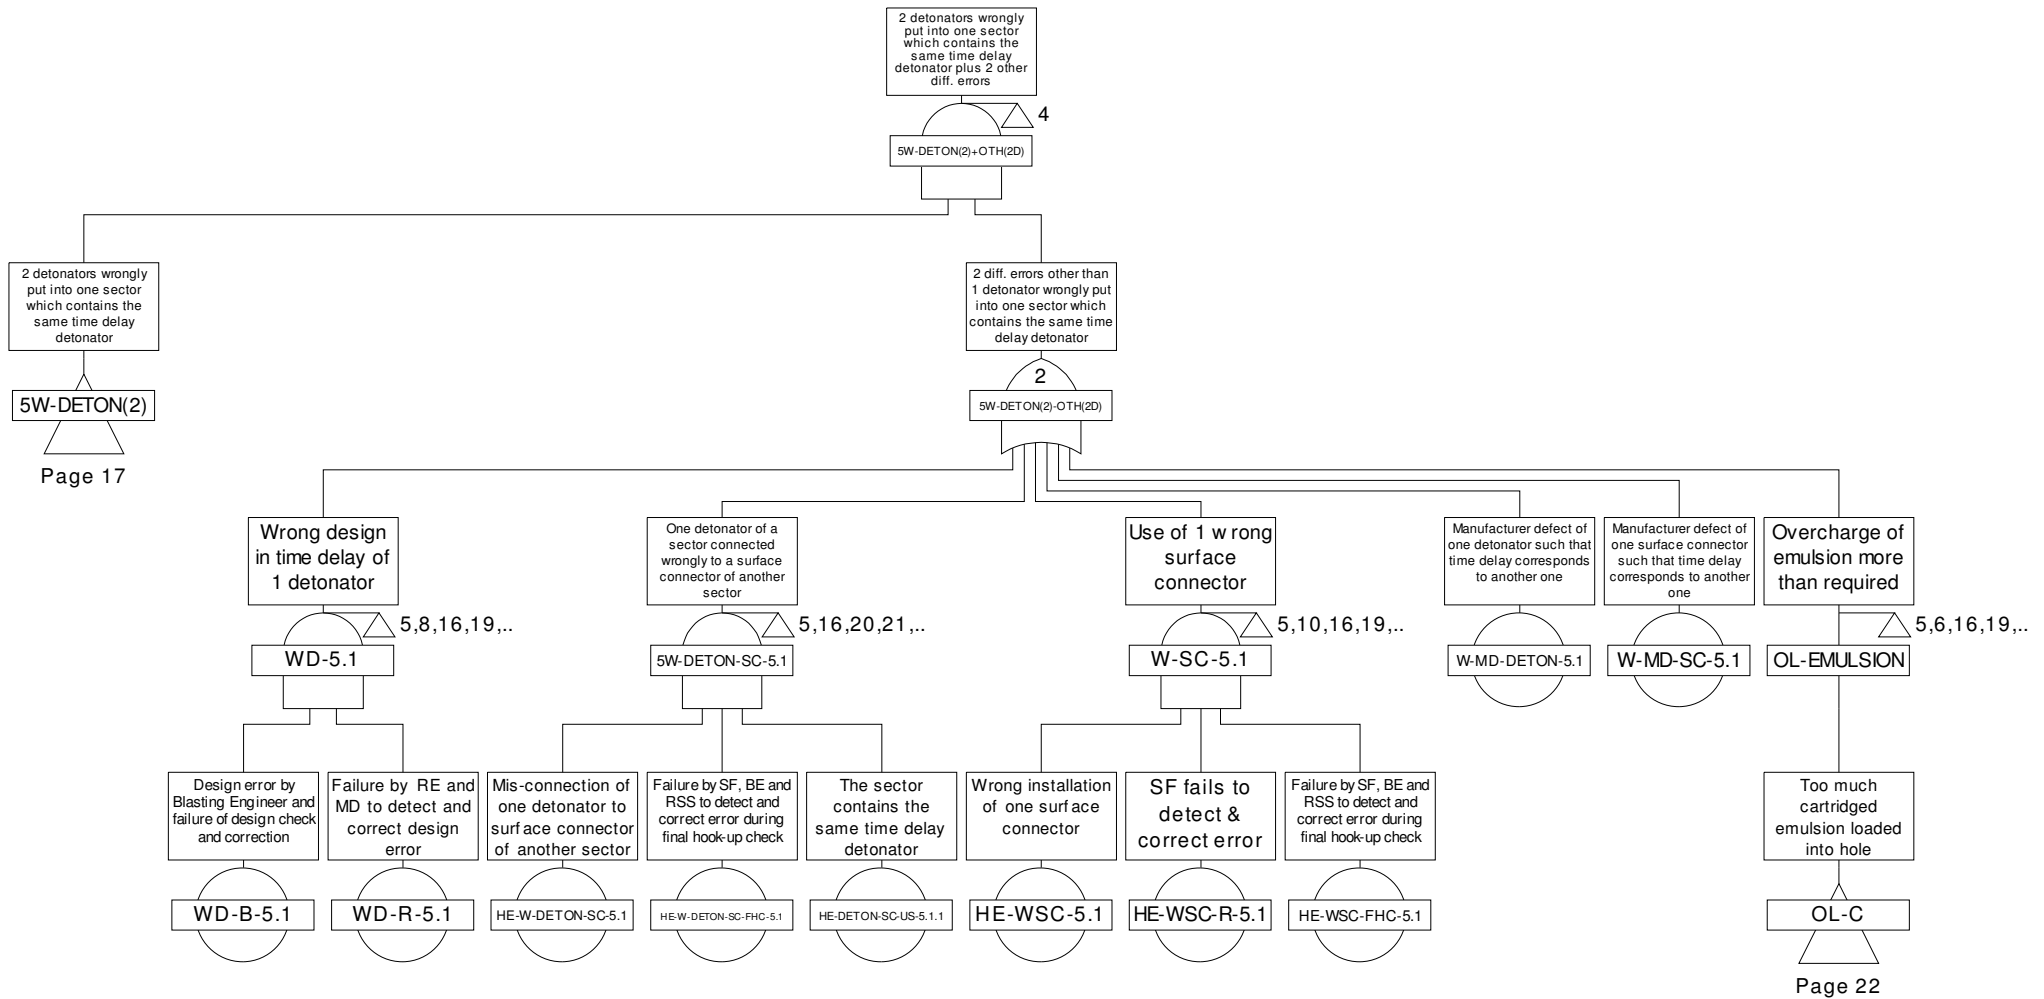 2 detonators wrongly
put into one sector
which contains the
same time delay
detonator plus 2 other
diff. errors
4
5W-DETON(2)+OTH(2D)
2 detonators wrongly
put into one sector
which contains the
same time delay
detonator
5W-DETON(2)
Page 17
2 diff. errors other than
1 detonator wrongly put
into one sector which
contains the same time
delay detonator
2
5W-DETON(2)-OTH(2D)
Wrong design
in time delay of
1 detonator
5,8,16,19,..
WD-5.1
One detonator of a
sector connected
wrongly to a surface
connector of another
sector
5,16,20,21,..
5W-DETON-SC-5.1
Use of 1 wrong
surface
connector
5,10,16,19,..
W-SC-5.1
Manufacturer defect of
one detonator such that
time delay corresponds
to another one
W-MD-DETON-5.1
Manufacturer defect of
one surface connector
such that time delay
corresponds to another
one
W-MD-SC-5.1
Overcharge of
emulsion more
than required
5,6,16,19,..
OL-EMULSION
Design error by
Blasting Engineer and
failure of design check
and correction
WD-B-5.1
Failure by RE and
MD to detect and
correct design
error
WD-R-5.1
Mis-connection of
one detonator to
surface connector
of another sector
HE-W-DETON-SC-5.1
Failure by SF, BE and
RSS to detect and
correct error during
final hook-up check
HE-W-DETON-SC-FHC-5.1
The sector
contains the
same time delay
detonator
HE-DETON-SC-US-5.1.1
Wrong installation
of one surface
connector
HE-WSC-5.1
SF fails to
detect &
correct error
HE-WSC-R-5.1
Failure by SF, BE and
RSS to detect and
correct error during
final hook-up check
HE-WSC-FHC-5.1
Too much
cartridged
emulsion loaded
into hole
OL-C
Page 22